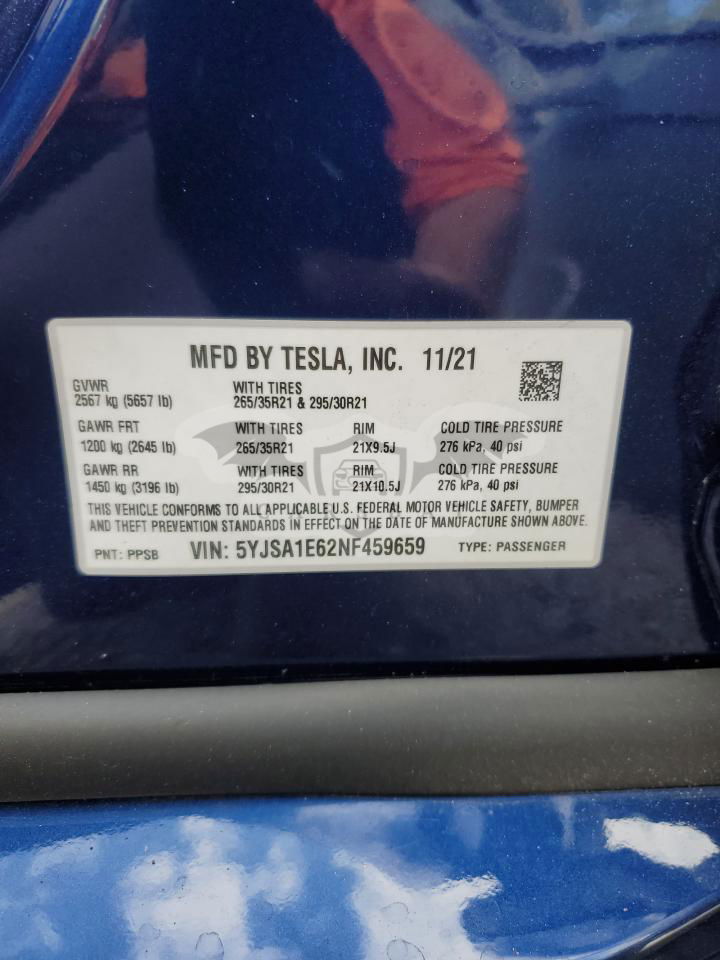 MFD BY TESLA, INC. 11/21
GVWR
2567 kg (5657 lb)
WITH TIRES
265/35R21 & 295/30R21
GAWR FRT WITH TIRES RIM COLD TIRE PRESSURE
1200 kg (2645 lb) 265/35R21 21X9.5J 276 kPa, 40 psi
GAWR RR WITH TIRES RIM COLD TIRE PRESSURE
1450 kg (3196 lb) 295/30R21 21X10.5J 276 kPa, 40 psi
THIS VEHICLE CONFORMS TO ALL APPLICABLE U.S. FEDERAL MOTOR VEHICLE SAFETY, BUMPER
AND THEFT PREVENTION STANDARDS IN EFFECT ON THE DATE OF MANUFACTURE SHOWN ABOVE.
PNT: PPSB VIN: 5YJSA1E62NF459659 TYPE: PASSENGER